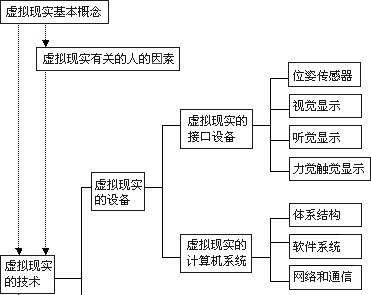 虚拟现实基本概念
虚拟现实有关的人的因素
位姿传感器
虚拟现实的
接口设备
视觉显示
听觉显示
力觉触觉显示
虚拟现实
的设备
体系结构
虚拟现实的
计算机系统
软件系统
网络和通信
虚拟现实
的技术